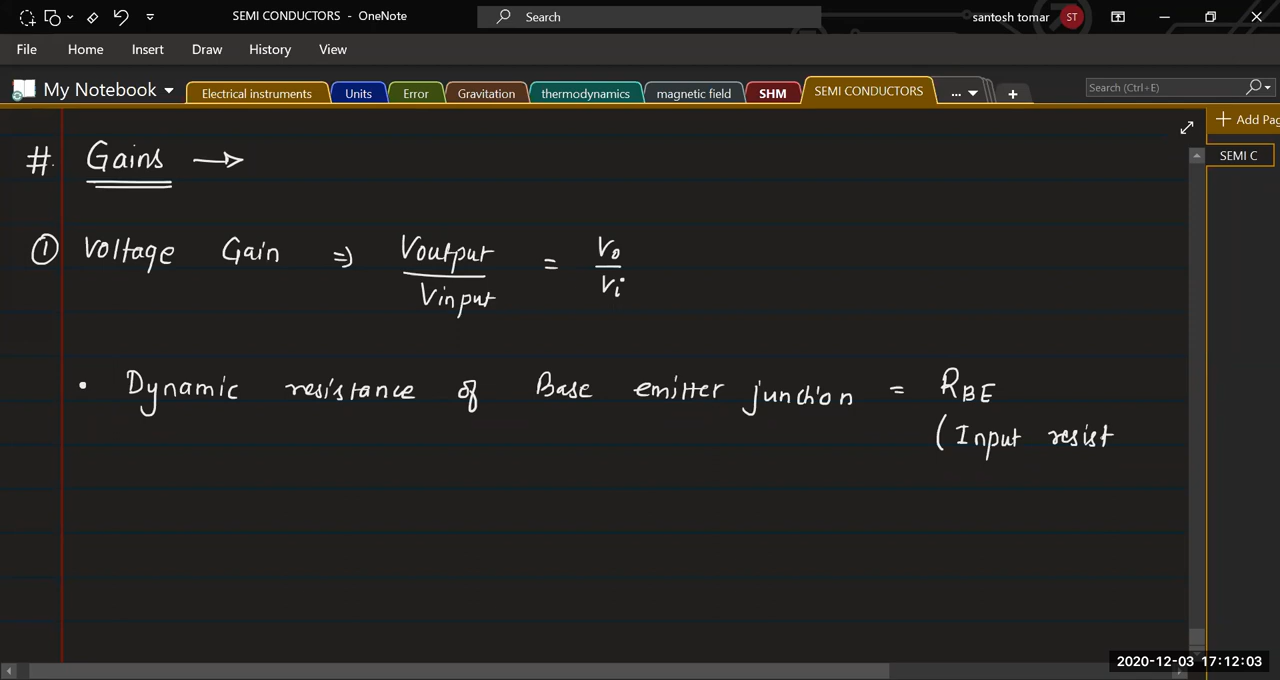 SEMI CONDUCTORS - OneNote
Search
santosh tomar
ST
File Home Insert Draw History View
My Notebook
Electrical instruments Units Error Gravitation thermodynamics magnetic field SHM SEMI CONDUCTORS ...
Search (Ctrl+E)
+ Add Pag
SEMI C
# Gains →
① Voltage Gain ⇒ Voutput / Vinput = Vo / Vi
• Dynamic resistance of Base emitter junction = RBE
(Input resist
2020-12-03 17:12:03